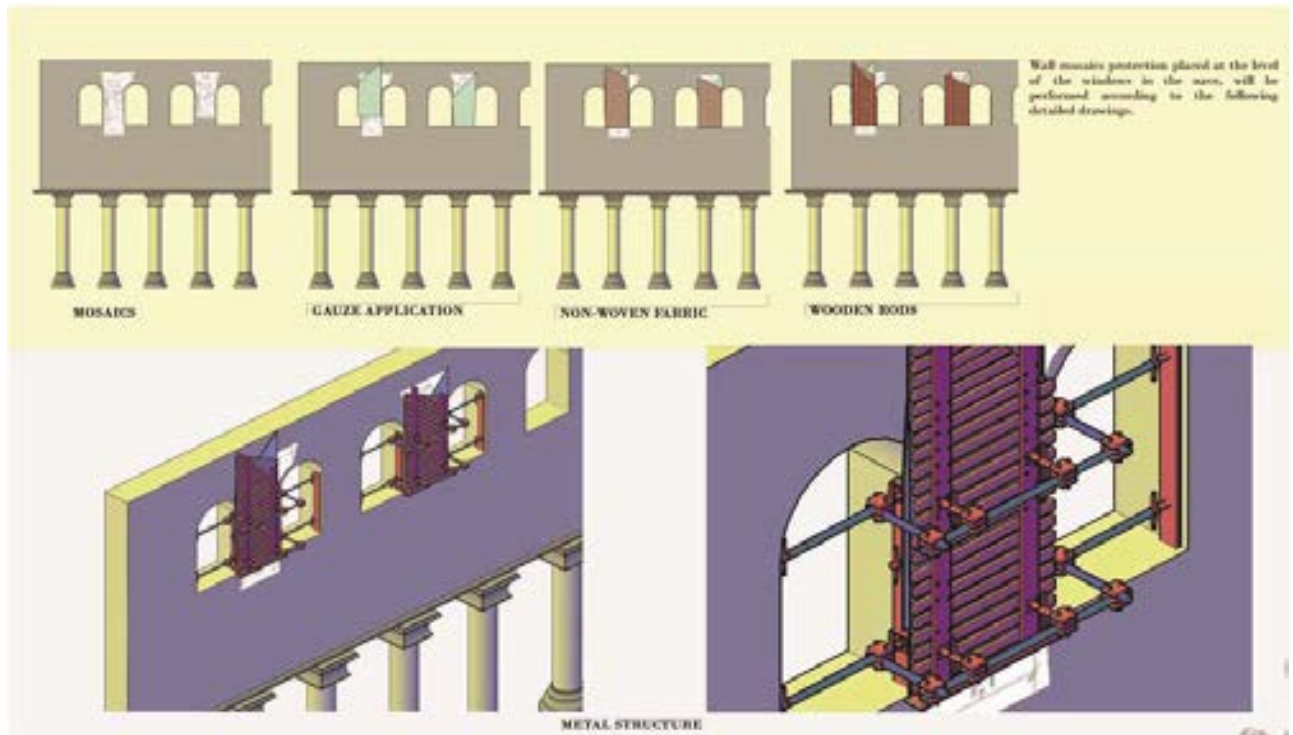 Wall mosaics protection placed at the level
of the windows in the nave, will be
performed according to the following
detailed drawings.
MOSAICS
GAUZE APPLICATION
NON-WOVEN FABRIC
WOODEN RODS
METAL STRUCTURE